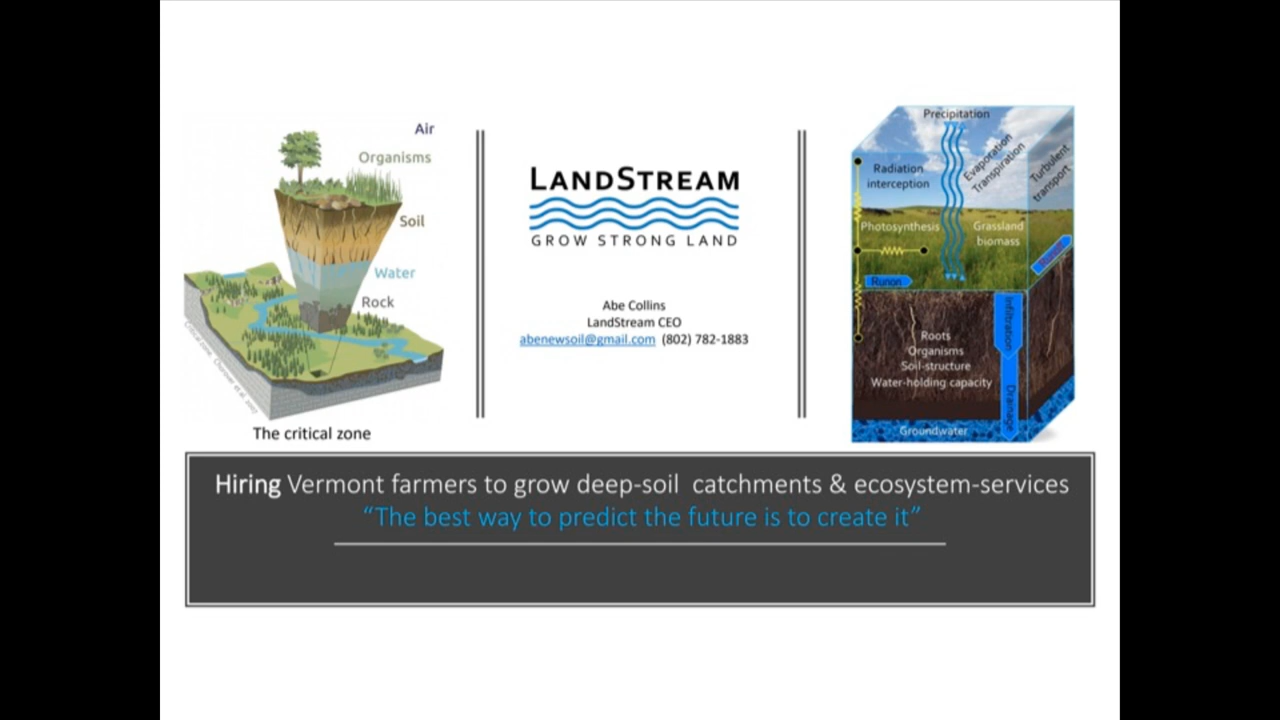 Air
Organisms
Soil
Water
Rock
The critical zone
LANDSTREAM
GROW STRONG LAND
Abe Collins
LandStream CEO
abenewsoil@gmail.com (802) 782-1883
Precipitation
Radiation
interception
Evaporation
Transpiration
Turbulent
transport
Photosynthesis
Grassland
biomass
Runon
Runoff
Infiltration
Roots
Organisms
Soil-structure
Water-holding capacity
Drainage
Groundwater
Hiring Vermont farmers to grow deep-soil catchments & ecosystem-services
“The best way to predict the future is to create it”